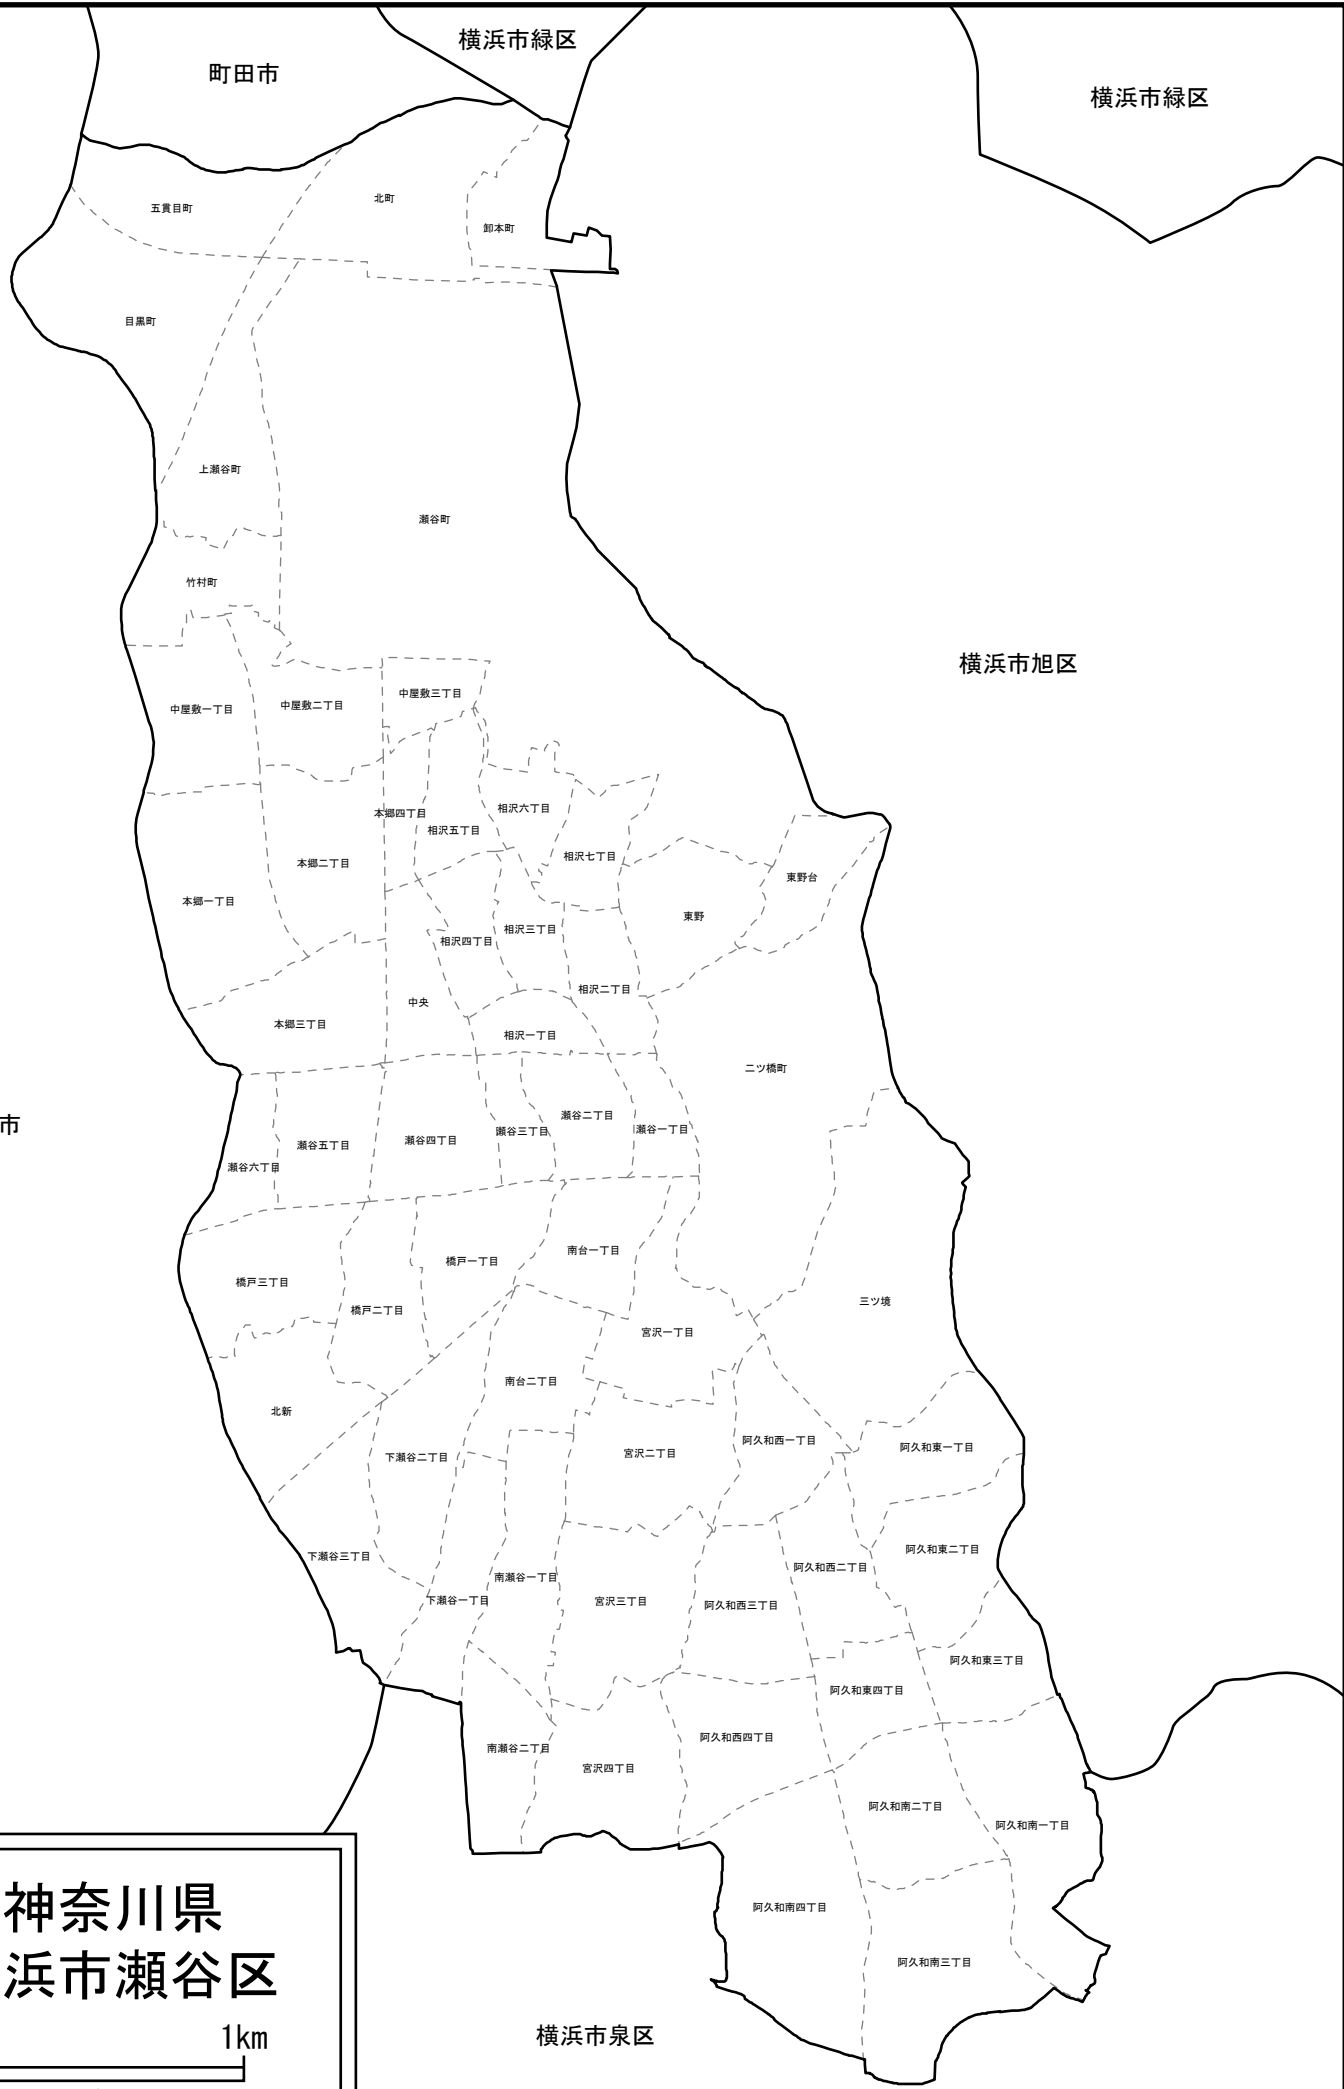 横浜市緑区
町田市
横浜市緑区
北町
五貫目町
卸本町
目黒町
上瀬谷町
瀬谷町
竹村町
横浜市旭区
中屋敷三丁目
中屋敷二丁目
中屋敷一丁目
相沢六丁目
本郷四丁目
相沢五丁目
相沢七丁目
本郷二丁目
東野台
本郷一丁目
東野
相沢三丁目
相沢四丁目
相沢二丁目
中央
本郷三丁目
相沢一丁目
二ツ橋町
瀬谷二丁目
市
瀬谷三丁目
瀬谷一丁目
瀬谷四丁目
瀬谷五丁目
瀬谷六丁目
南台一丁目
橋戸一丁目
橋戸三丁目
三ツ境
橋戸二丁目
宮沢一丁目
南台二丁目
北新
阿久和西一丁目
阿久和東一丁目
宮沢二丁目
下瀬谷二丁目
阿久和東二丁目
下瀬谷三丁目
阿久和西二丁目
南瀬谷一丁目
下瀬谷一丁目
宮沢三丁目
阿久和西三丁目
阿久和東三丁目
阿久和東四丁目
阿久和西四丁目
南瀬谷二丁目
宮沢四丁目
阿久和南二丁目
阿久和南一丁目
阿久和南四丁目
阿久和南三丁目
神奈川県
浜市瀬谷区
1km
横浜市泉区